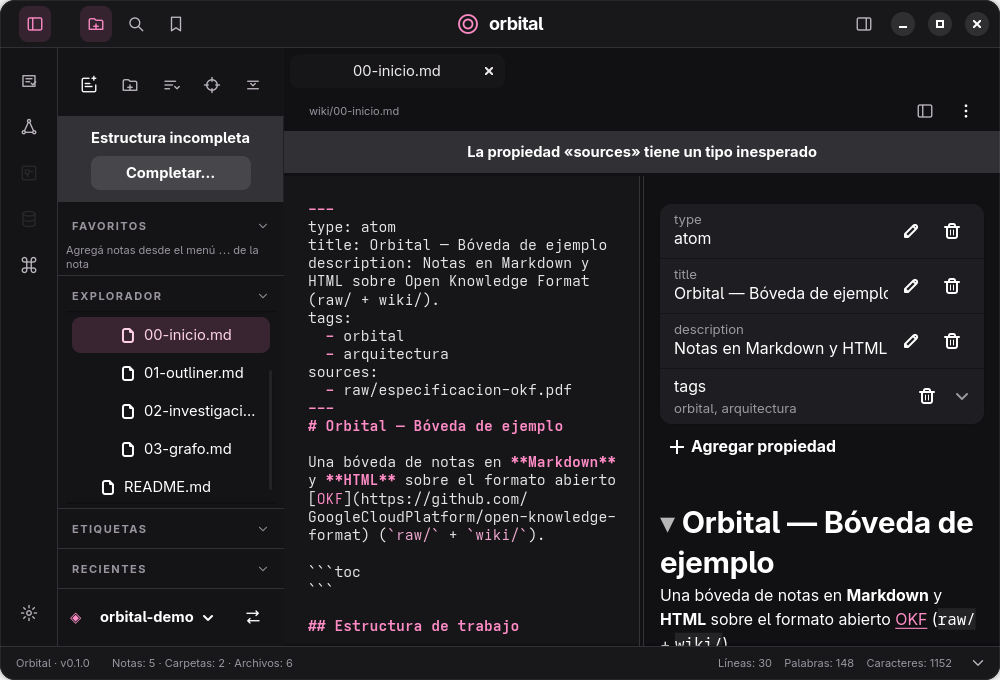 orbital
00-inicio.md
wiki/00-inicio.md
Estructura incompleta
Completar...
La propiedad «sources» tiene un tipo inesperado
FAVORITOS
Agregá notas desde el menú ... de la
nota
EXPLORADOR
00-inicio.md
01-outliner.md
02-investigaci...
03-grafo.md
README.md
ETIQUETAS
RECIENTES
orbital-demo
---
type: atom
title: Orbital — Bóveda de ejemplo
description: Notas en Markdown y
HTML sobre Open Knowledge Format
(raw/ + wiki/).
tags:
- orbital
- arquitectura
sources:
- raw/especificacion-okf.pdf
---
# Orbital — Bóveda de ejemplo
Una bóveda de notas en **Markdown**
y **HTML** sobre el formato abierto
[OKF](https://github.com/
GoogleCloudPlatform/open-knowledge-
format) (`raw/` + `wiki/`).
```toc
```
## Estructura de trabajo
type
atom
title
Orbital — Bóveda de ejemplo
description
Notas en Markdown y HTML
tags
orbital, arquitectura
+ Agregar propiedad
Orbital — Bóveda de
ejemplo
Una bóveda de notas en Markdown y
HTML sobre el formato abierto OKF (raw/
+ wiki/)
Orbital · v0.1.0
Notas: 5 · Carpetas: 2 · Archivos: 6
Líneas: 30
Palabras: 148
Caracteres: 1152